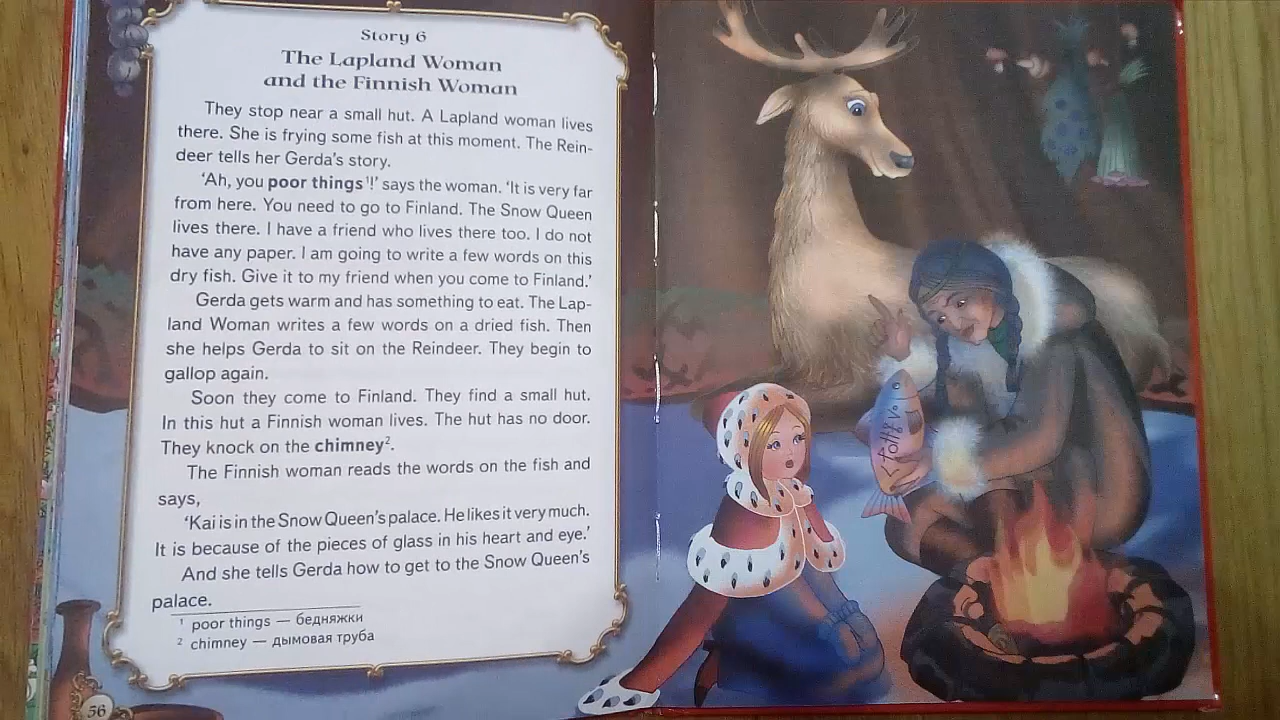 Story 6
The Lapland Woman
and the Finnish Woman
They stop near a small hut. A Lapland woman lives
there. She is frying some fish at this moment. The Rein-
deer tells her Gerda's story.
'Ah, you poor things¹!' says the woman. 'It is very far
from here. You need to go to Finland. The Snow Queen
lives there. I have a friend who lives there too. I do not
have any paper. I am going to write a few words on this
dry fish. Give it to my friend when you come to Finland.'
Gerda gets warm and has something to eat. The Lap-
land Woman writes a few words on a dried fish. Then
she helps Gerda to sit on the Reindeer. They begin to
gallop again.
Soon they come to Finland. They find a small hut.
In this hut a Finnish woman lives. The hut has no door.
They knock on the chimney².
The Finnish woman reads the words on the fish and
says,
'Kai is in the Snow Queen's palace. He likes it very much.
It is because of the pieces of glass in his heart and eye.'
And she tells Gerda how to get to the Snow Queen's
palace.
¹ poor things — бедняжки
² chimney — дымовая труба
56